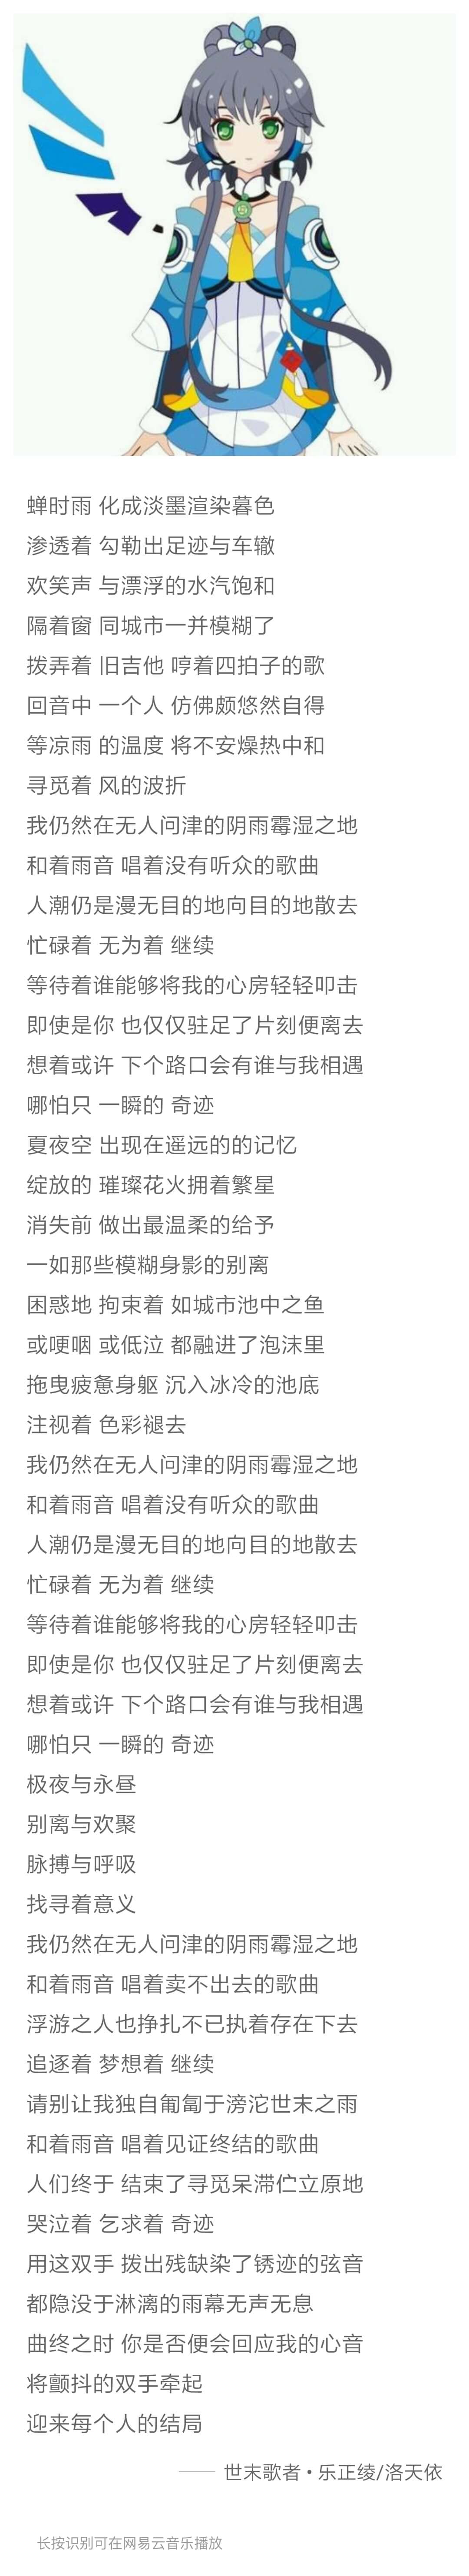 蝉时雨 化成淡墨渲染暮色
渗透着 勾勒出足迹与车辙
欢笑声 与漂浮的水汽饱和
隔着窗 同城市一并模糊了
拨弄着 旧吉他 哼着四拍子的歌
回音中 一个人 仿佛颇悠然自得
等凉雨 的温度 将不安燥热中和
寻觅着 风的波折
我仍然在无人问津的阴雨霉湿之地
和着雨音 唱着没有听众的歌曲
人潮仍是漫无目的地向目的地散去
忙碌着 无为着 继续
等待着谁能够将我的心房轻轻叩击
即使是你 也仅仅驻足了片刻便离去
想着或许 下个路口会有谁与我相遇
哪怕只 一瞬的 奇迹
夏夜空 出现在遥远的的记忆
绽放的 璀璨花火拥着繁星
消失前 做出最温柔的给予
一如那些模糊身影的别离
困惑地 拘束着 如城市池中之鱼
或哽咽 或低泣 都融进了泡沫里
拖曳疲惫身躯 沉入冰冷的池底
注视着 色彩褪去
我仍然在无人问津的阴雨霉湿之地
和着雨音 唱着没有听众的歌曲
人潮仍是漫无目的地向目的地散去
忙碌着 无为着 继续
等待着谁能够将我的心房轻轻叩击
即使是你 也仅仅驻足了片刻便离去
想着或许 下个路口会有谁与我相遇
哪怕只 一瞬的 奇迹
极夜与永昼
别离与欢聚
脉搏与呼吸
找寻着意义
我仍然在无人问津的阴雨霉湿之地
和着雨音 唱着卖不出去的歌曲
浮游之人也挣扎不已执着存在下去
追逐着 梦想着 继续
请别让我独自匍匐于滂沱世末之雨
和着雨音 唱着见证终结的歌曲
人们终于 结束了寻觅呆滞伫立原地
哭泣着 乞求着 奇迹
用这双手 拨出残缺染了锈迹的弦音
都隐没于淋漓的雨幕无声无息
曲终之时 你是否便会回应我的心音
将颤抖的双手牵起
迎来每个人的结局
—— 世末歌者 • 乐正绫/洛天依
长按识别可在网易云音乐播放